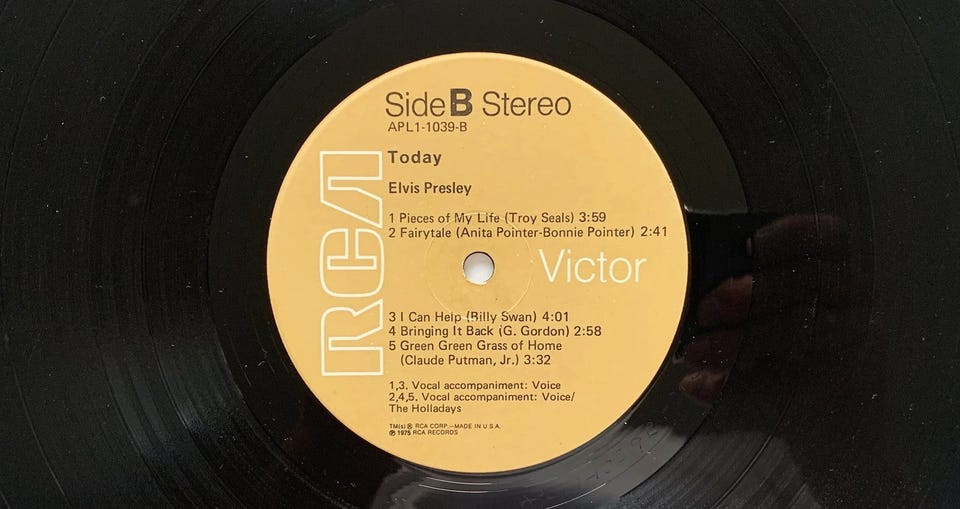 Side B Stereo
APL1-1039-B
Today
Elvis Presley
1 Pieces of My Life (Troy Seals) 3:59
2 Fairytale (Anita Pointer-Bonnie Pointer) 2:41
RCA
Victor
3 I Can Help (Billy Swan) 4:01
4 Bringing It Back (G. Gordon) 2:58
5 Green Green Grass of Home
(Claude Putman, Jr.) 3:32
1,3. Vocal accompaniment: Voice
2,4,5. Vocal accompaniment: Voice/
The Holladays
TM(s) ® RCA CORP.—MADE IN U.S.A.
℗ 1975 RCA RECORDS